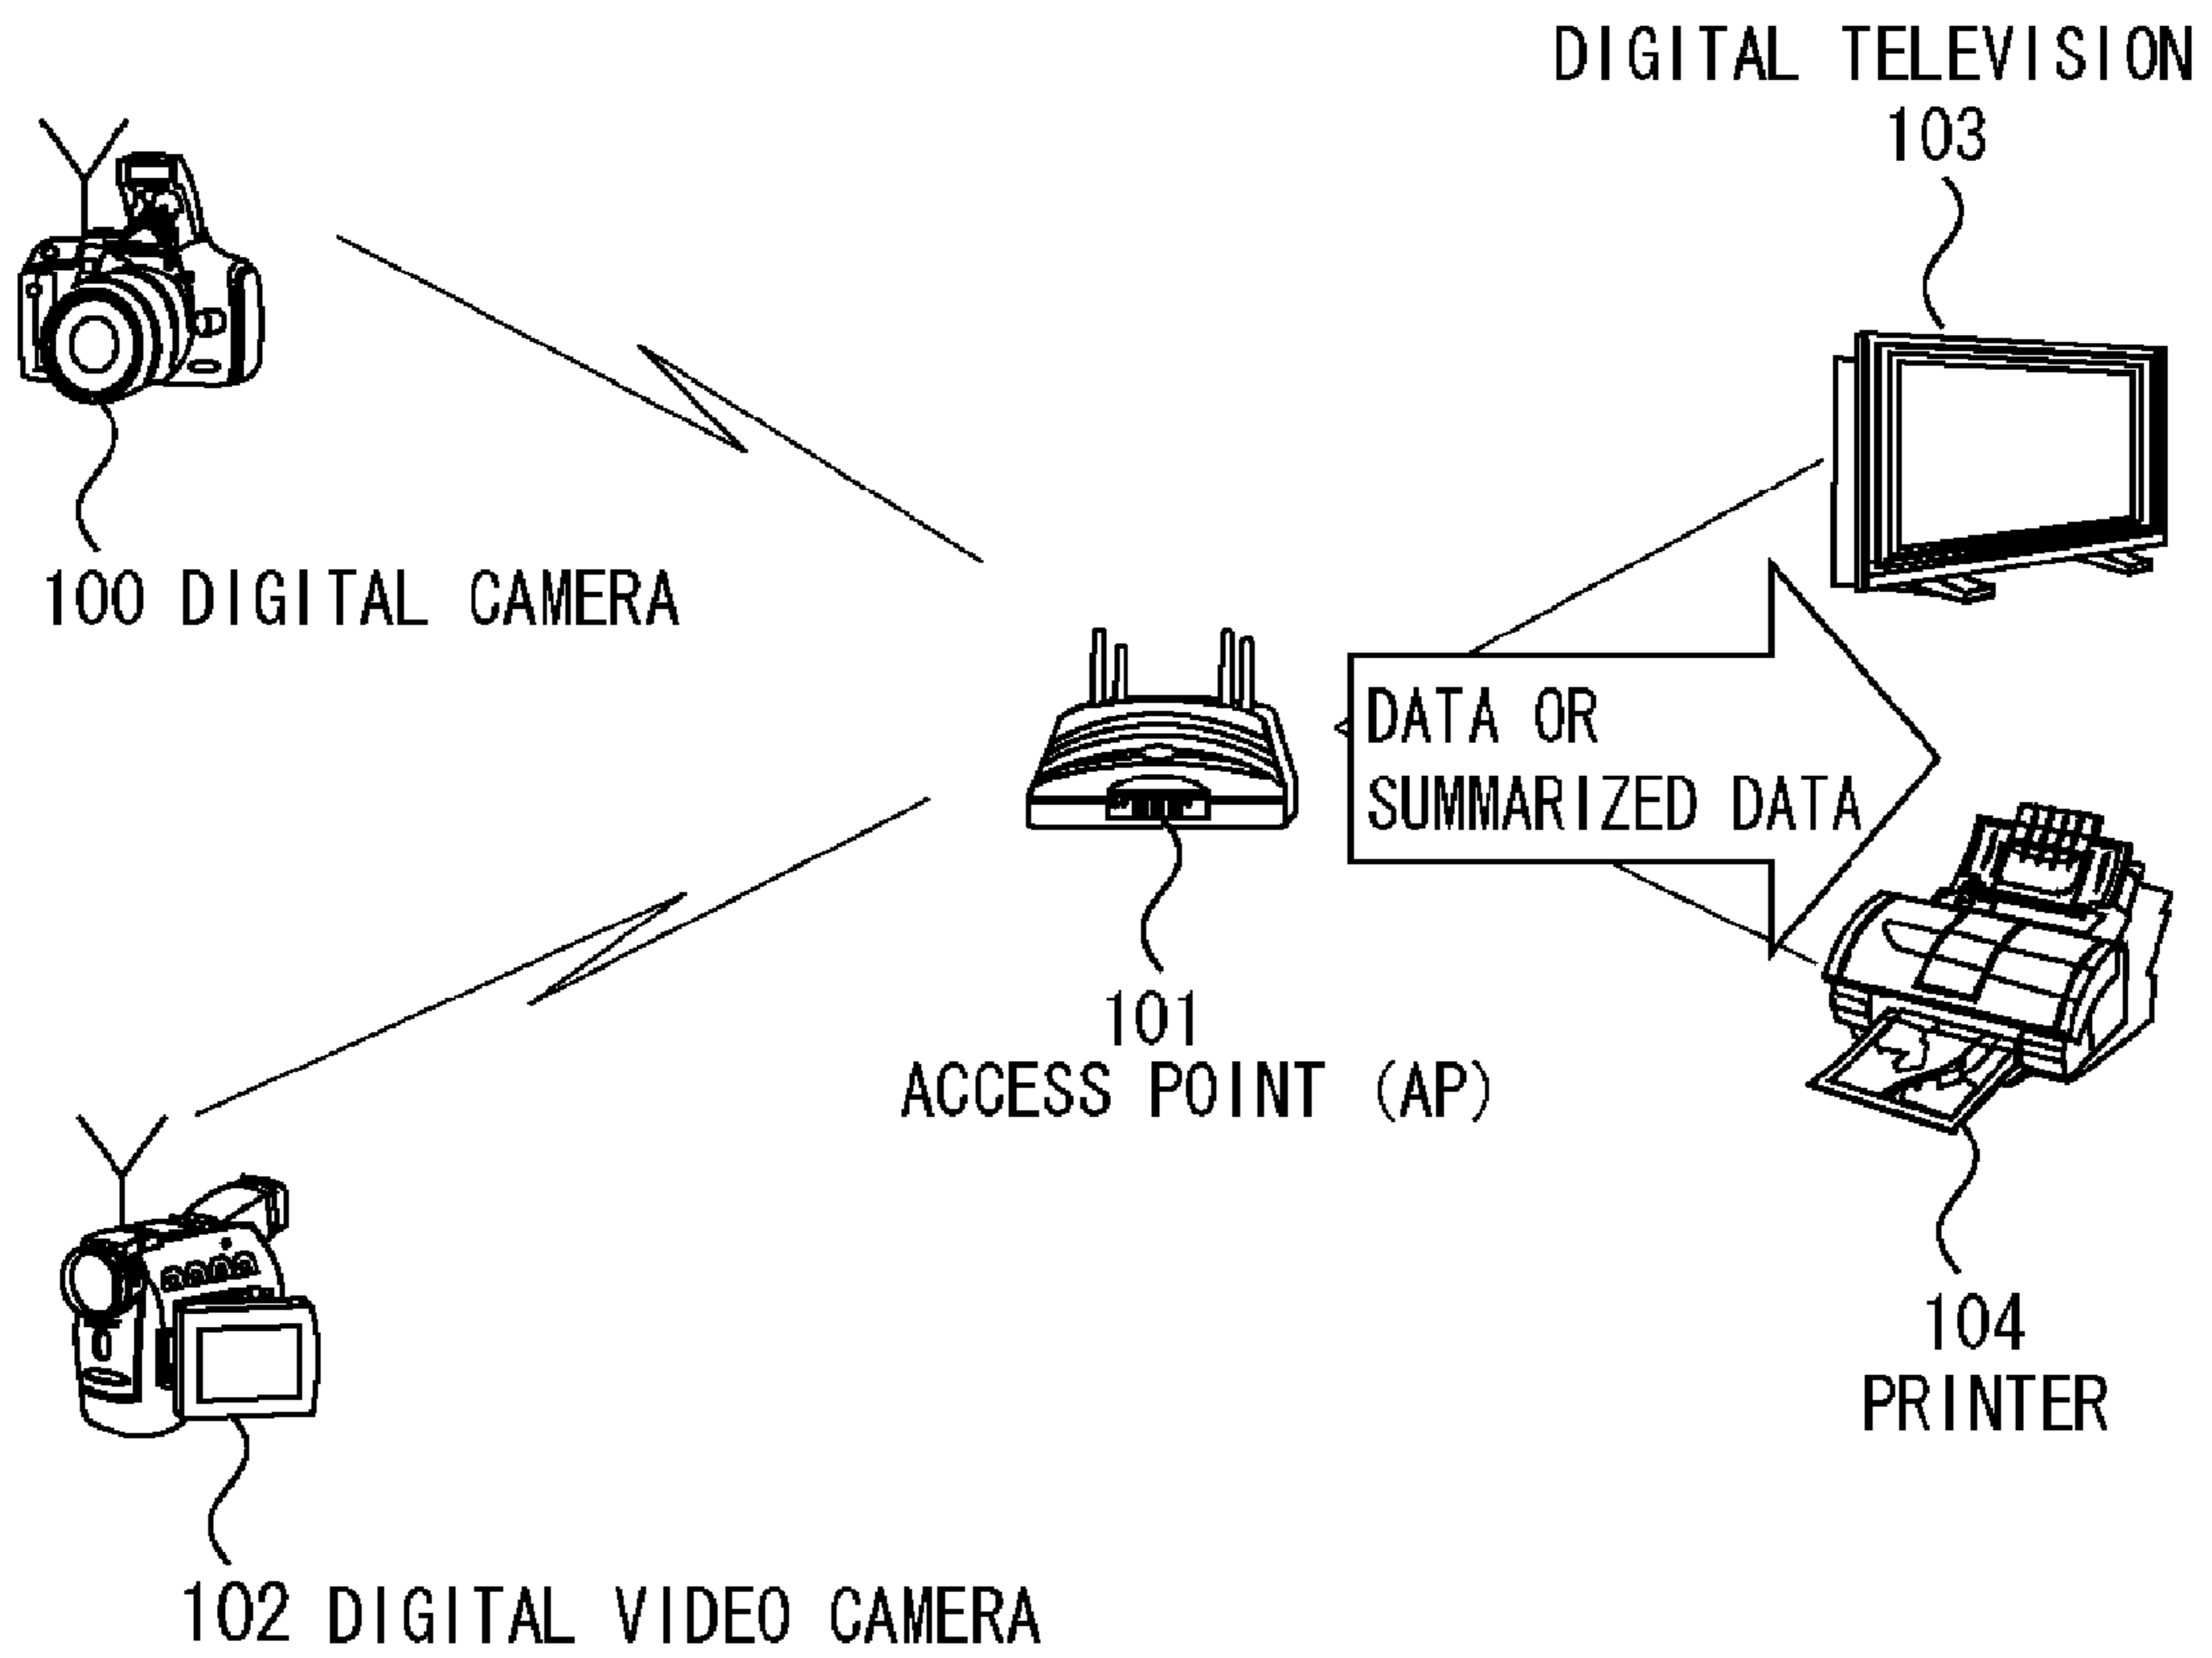 DIGITAL TELEVISION
103
100 DIGITAL CAMERA
DATA OR
SUMMARIZED DATA
101
ACCESS POINT (AP)
104
PRINTER
102 DIGITAL VIDEO CAMERA